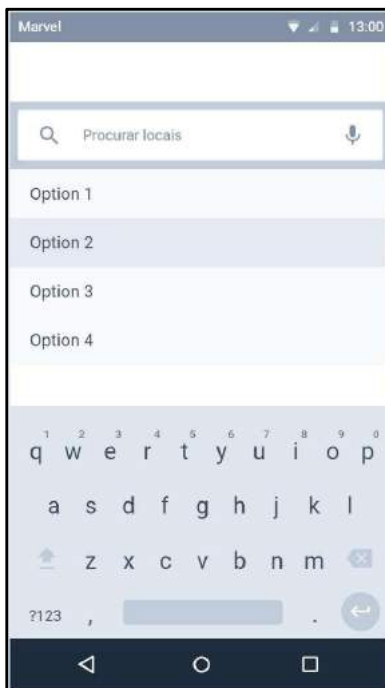 Marvel 13:00
Procurar locais
Option 1
Option 2
Option 3
Option 4
1 2 3 4 5 6 7 8 9 0
q w e r t y u i o p
a s d f g h j k l
z x c v b n m
?123 , .